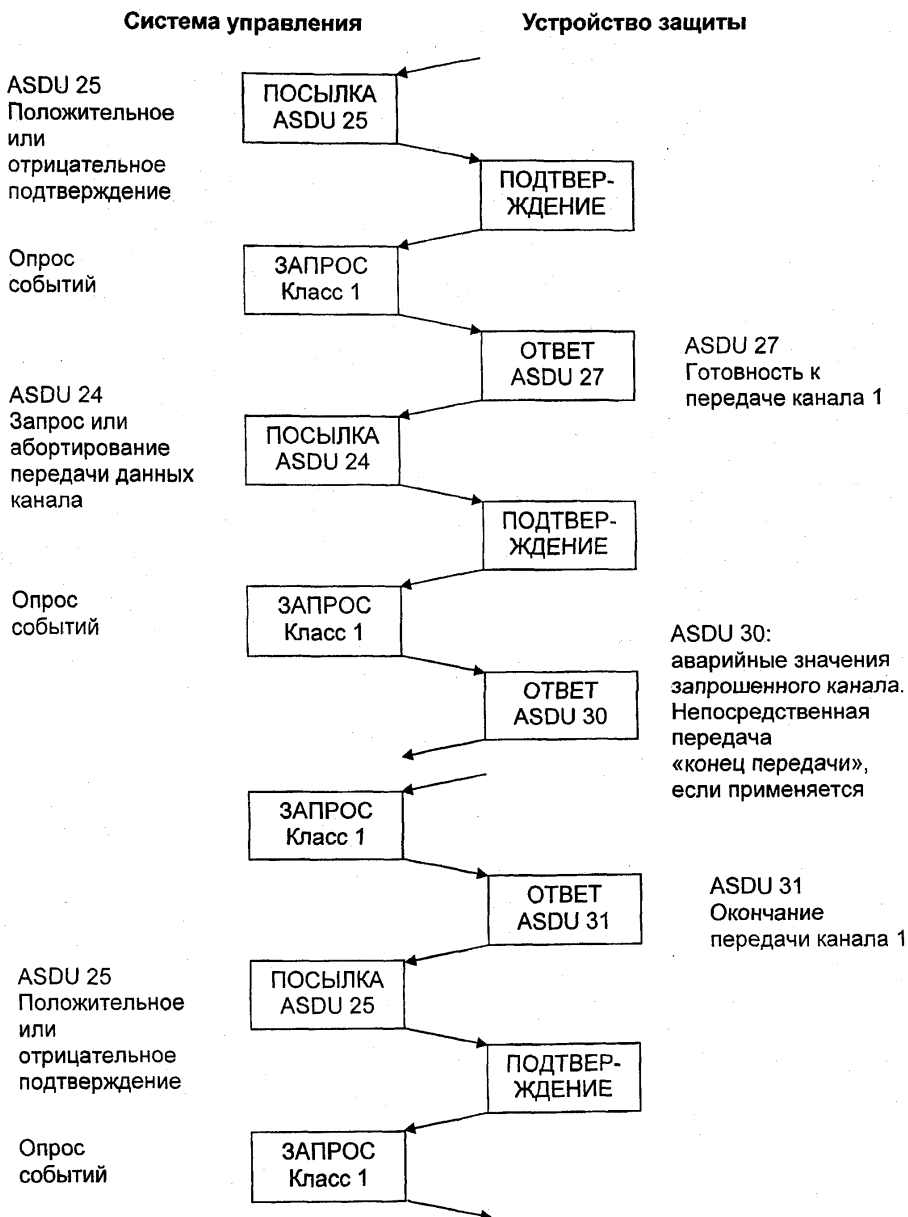 Система управления
Устройство защиты
ASDU 25
Положительное
или
отрицательное
подтверждение
ПОСЫЛКА
ASDU 25
ПОДТВЕР-
ЖДЕНИЕ
Опрос
событий
ЗАПРОС
Класс 1
ОТВЕТ
ASDU 27
ASDU 27
Готовность к
передаче канала 1
ASDU 24
Запрос или
абортирование
передачи данных
канала
ПОСЫЛКА
ASDU 24
ПОДТВЕР-
ЖДЕНИЕ
Опрос
событий
ЗАПРОС
Класс 1
ОТВЕТ
ASDU 30
ASDU 30:
аварийные значения
запрошенного канала.
Непосредственная
передача
«конец передачи»,
если применяется
ЗАПРОС
Класс 1
ОТВЕТ
ASDU 31
ASDU 31
Окончание
передачи канала 1
ASDU 25
Положительное
или
отрицательное
подтверждение
ПОСЫЛКА
ASDU 25
ПОДТВЕР-
ЖДЕНИЕ
Опрос
событий
ЗАПРОС
Класс 1